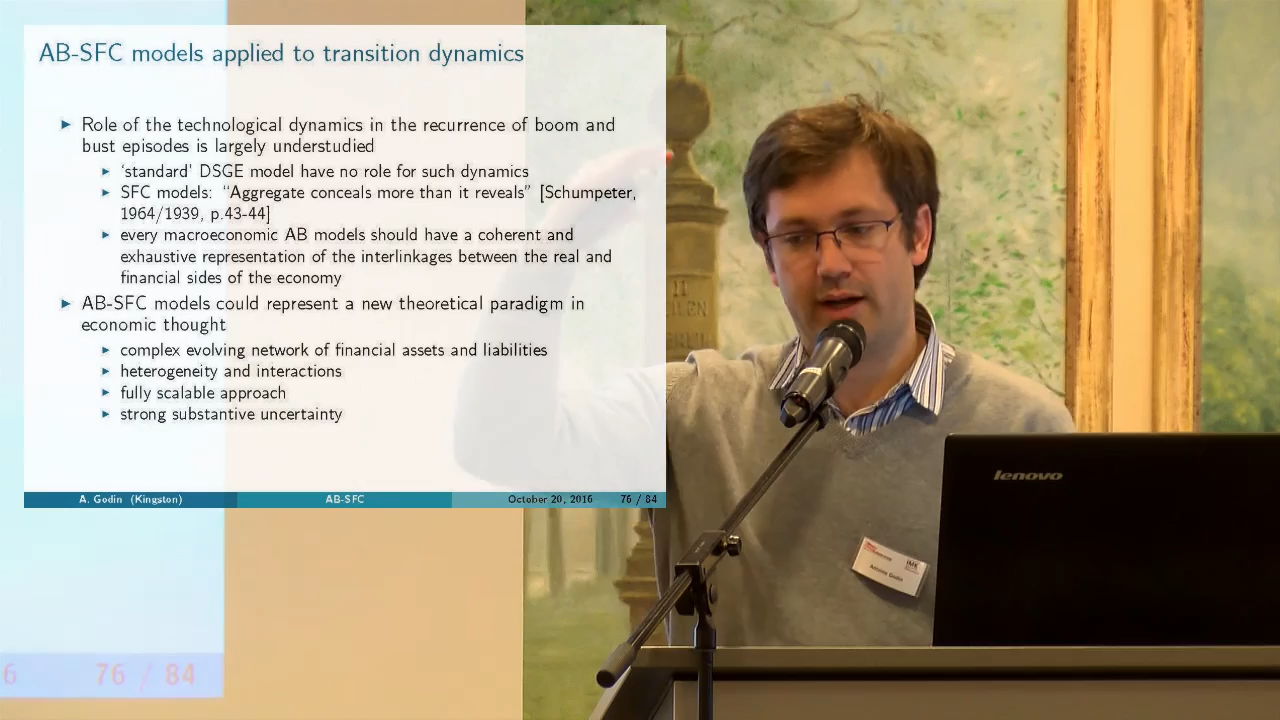 AB-SFC models applied to transition dynamics
Role of the technological dynamics in the recurrence of boom and
bust episodes is largely understudied
‘standard’ DSGE model have no role for such dynamics
SFC models: “Aggregate conceals more than it reveals” [Schumpeter,
1964/1939, p.43-44]
every macroeconomic AB models should have a coherent and
exhaustive representation of the interlinkages between the real and
financial sides of the economy
AB-SFC models could represent a new theoretical paradigm in
economic thought
complex evolving network of financial assets and liabilities
heterogeneity and interactions
fully scalable approach
strong substantive uncertainty
A. Godin (Kingston) AB-SFC October 20, 2016 76 / 84
6 76 / 84
lenovo
IMK
Antoine Godin